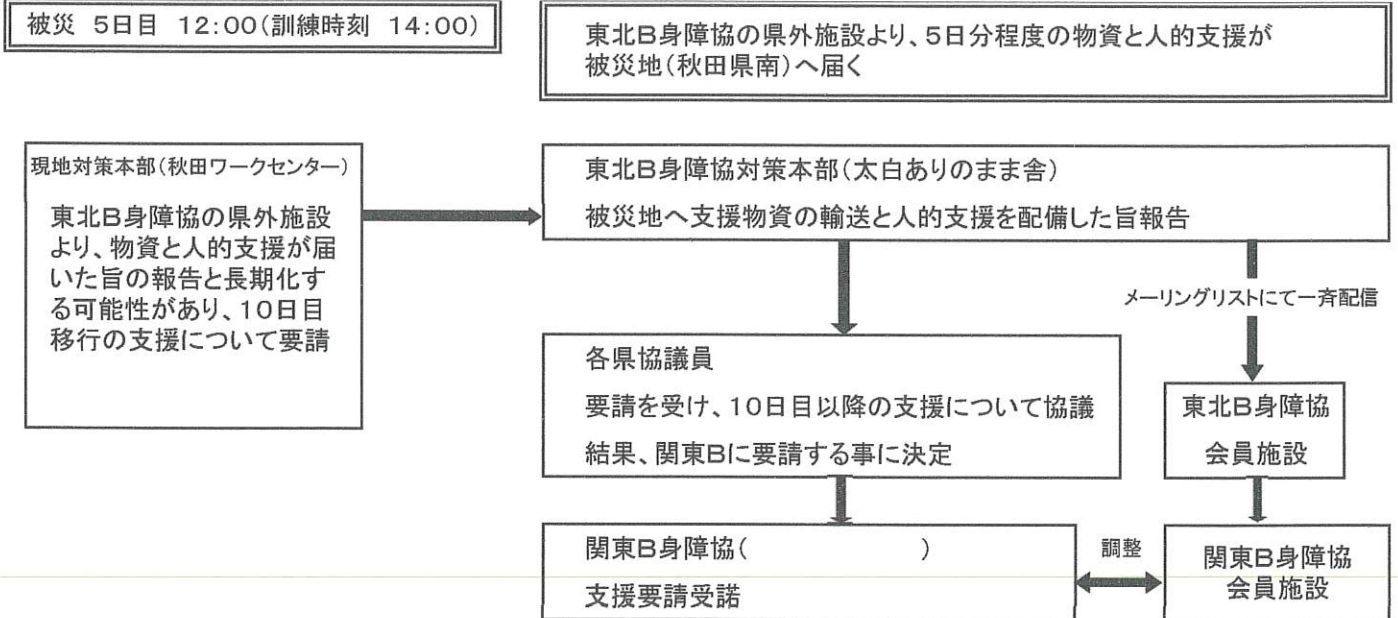 被災 5日目 12:00(訓練時刻 14:00)
東北B身障協の県外施設より、5日分程度の物資と人的支援が
被災地(秋田県南)へ届く
現地対策本部(秋田ワークセンター)
東北B身障協の県外施設
より、物資と人的支援が届
いた旨の報告と長期化す
る可能性があり、10日目
移行の支援について要請
東北B身障協対策本部(太白ありのまま舎)
被災地へ支援物資の輸送と人的支援を配備した旨報告
メーリングリストにて一斉配信
各県協議員
要請を受け、10日目以降の支援について協議
結果、関東Bに要請する事に決定
東北B身障協
会員施設
関東B身障協( )
支援要請受諾
調整
関東B身障協
会員施設